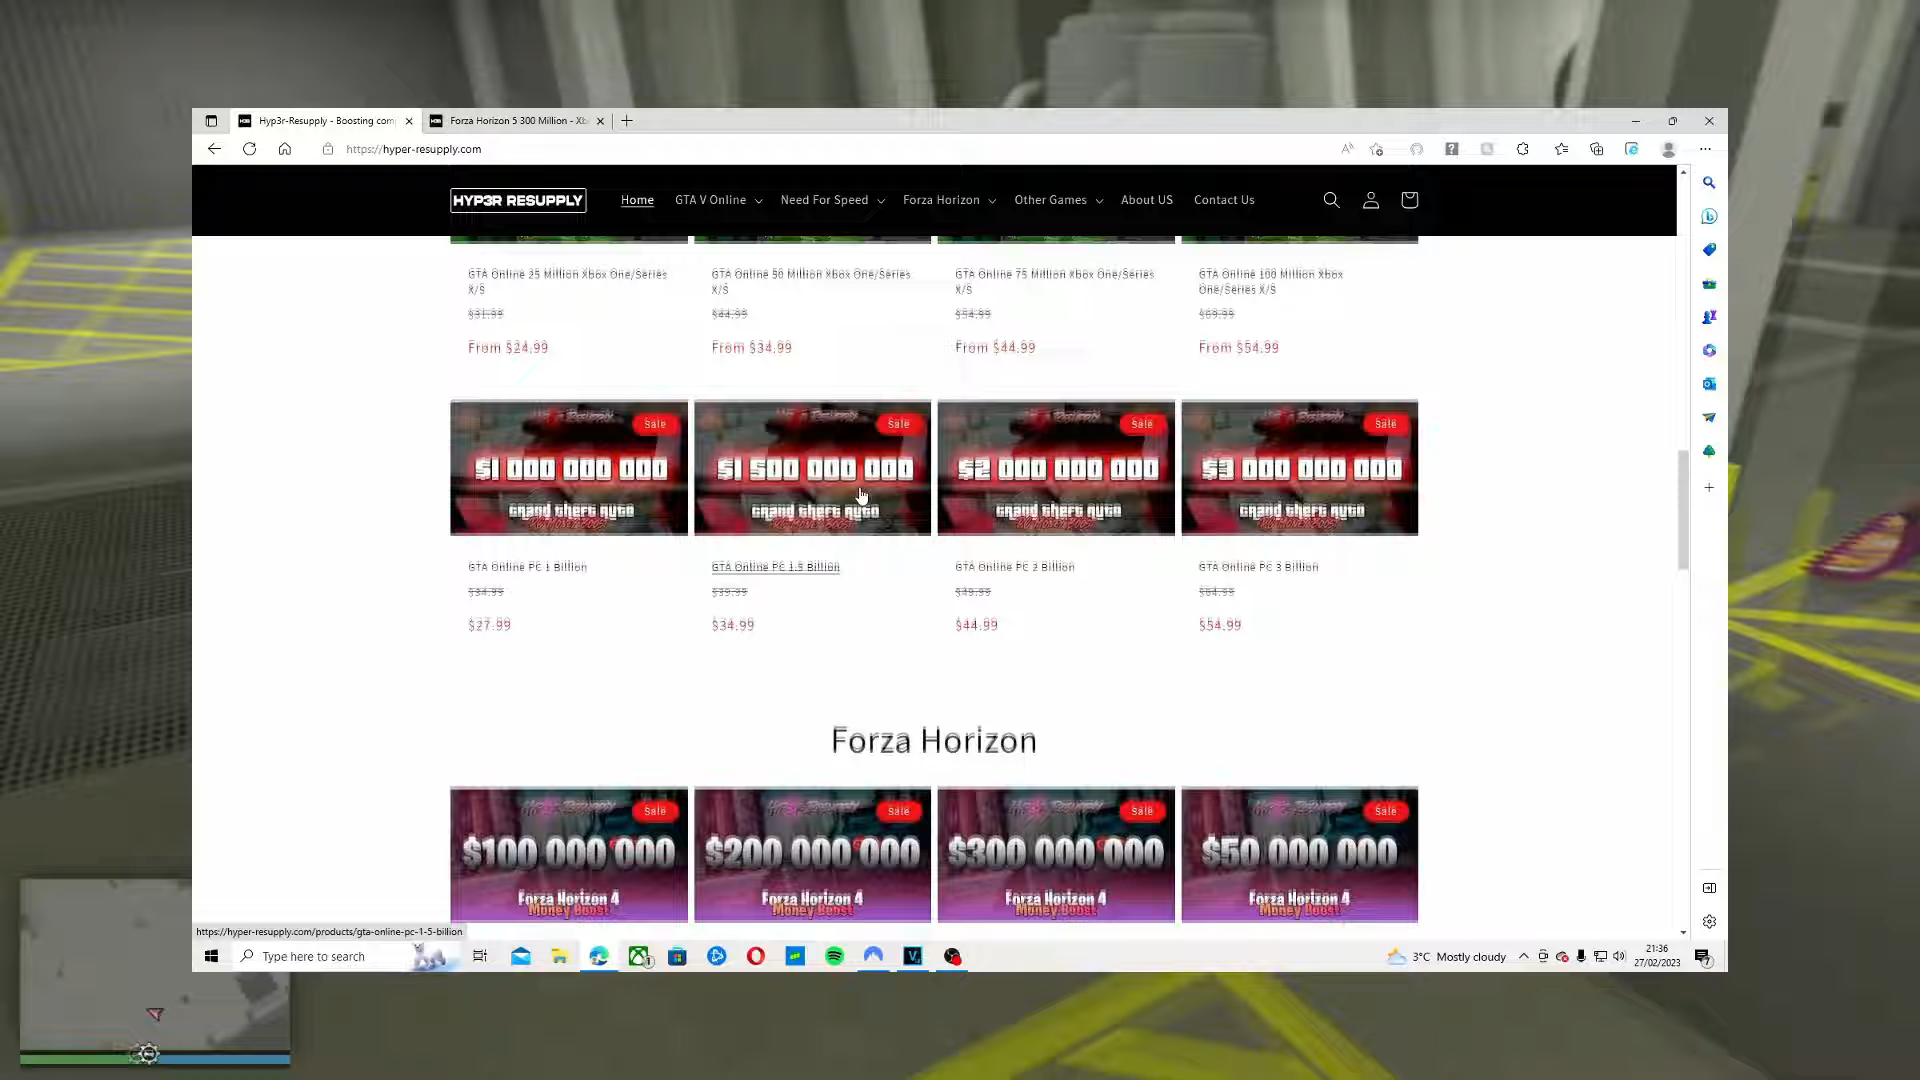 Hyp3r-Resupply - Boosting com
Forza Horizon 5 300 Million - Xb
https://hyper-resupply.com
HYP3R RESUPPLY
Home
GTA V Online
Need For Speed
Forza Horizon
Other Games
About US
Contact Us
GTA Online 25 Million Xbox One/Series
X/S
$31.99
From $24.99
GTA Online 50 Million Xbox One/Series
X/S
$44.99
From $34.99
GTA Online 75 Million Xbox One/Series
X/S
$54.99
From $44.99
GTA Online 100 Million Xbox
One/Series X/S
$69.99
From $54.99
Sale
$1 000 000 000
grand theft auto
Sale
$1 500 000 000
grand theft auto
Sale
$2 000 000 000
grand theft auto
Sale
$3 000 000 000
grand theft auto
GTA Online PC 1 Billion
$34.99
$27.99
GTA Online PC 1.5 Billion
$39.99
$34.99
GTA Online PC 2 Billion
$44.99
GTA Online PC 3 Billion
$64.99
$54.99
Forza Horizon
Sale
$100 000 000
Forza Horizon 4
Money Boost
Sale
$200 000 000
Forza Horizon 4
Money Boost
Sale
$300 000 000
Forza Horizon 4
Money Boost
Sale
$50 000 000
Forza Horizon 4
Money Boost
https://hyper-resupply.com/products/gta-online-pc-1-5-billion
Type here to search
3°C Mostly cloudy
21:36
27/02/2023